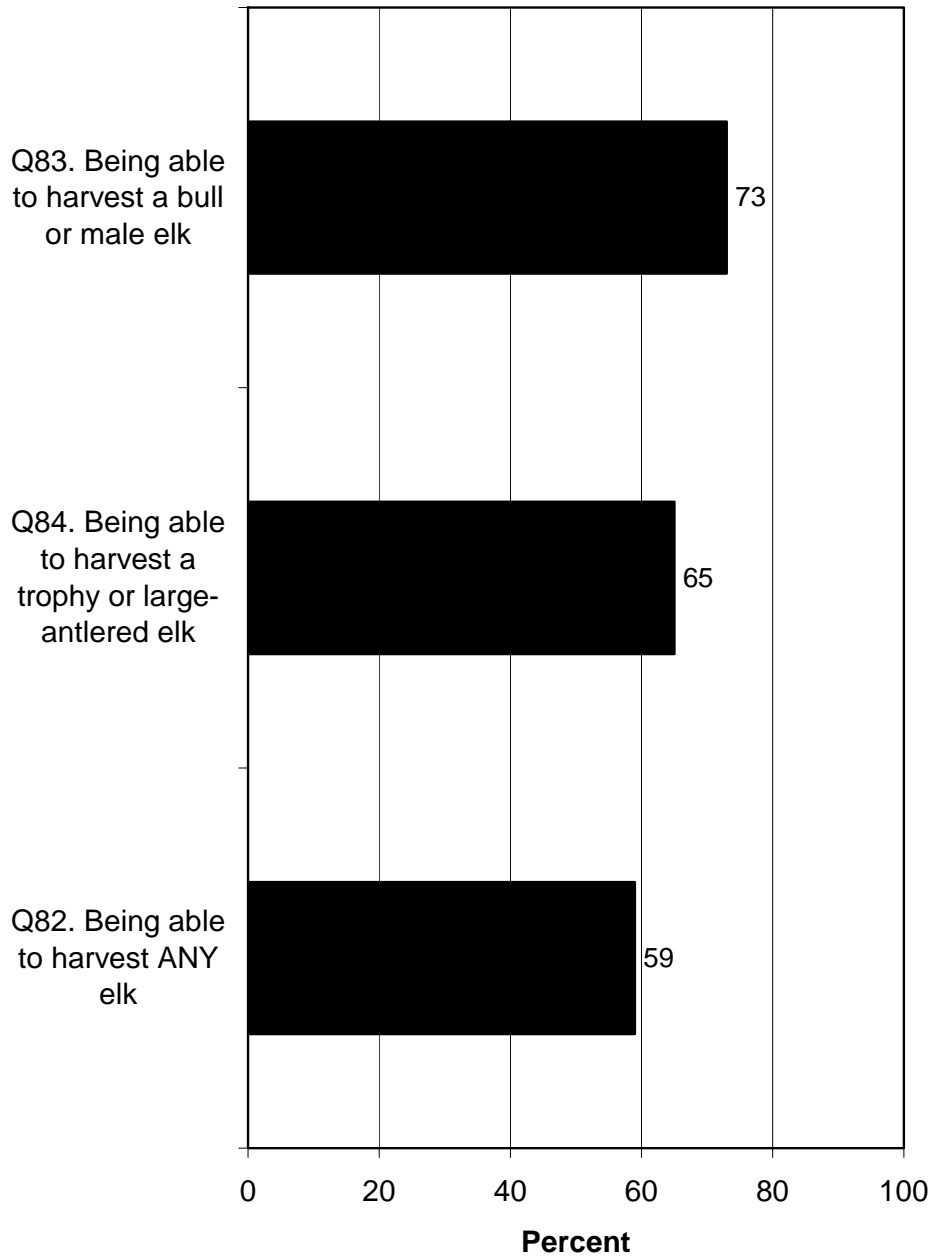 Q83. Being able
to harvest a bull
or male elk
73
Q84. Being able
to harvest a
trophy or large-
antlered elk
65
Q82. Being able
to harvest ANY
elk
59
0 20 40 60 80 100
Percent